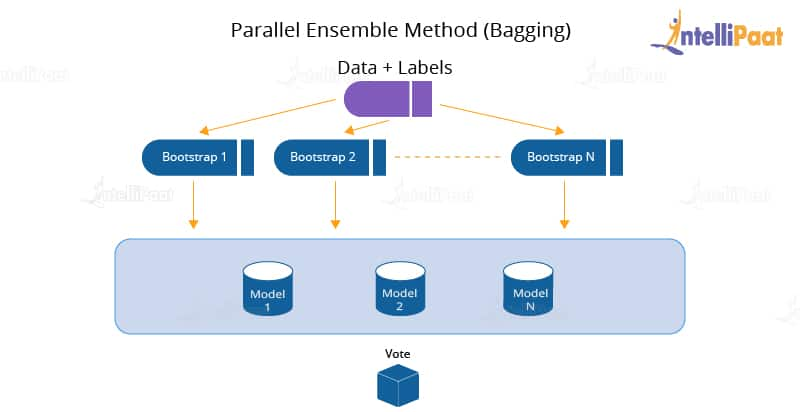 Parallel Ensemble Method (Bagging)
IntelliPaat
Data + Labels
Bootstrap 1
Bootstrap 2
Bootstrap N
Model
1
Model
2
Model
N
Vote